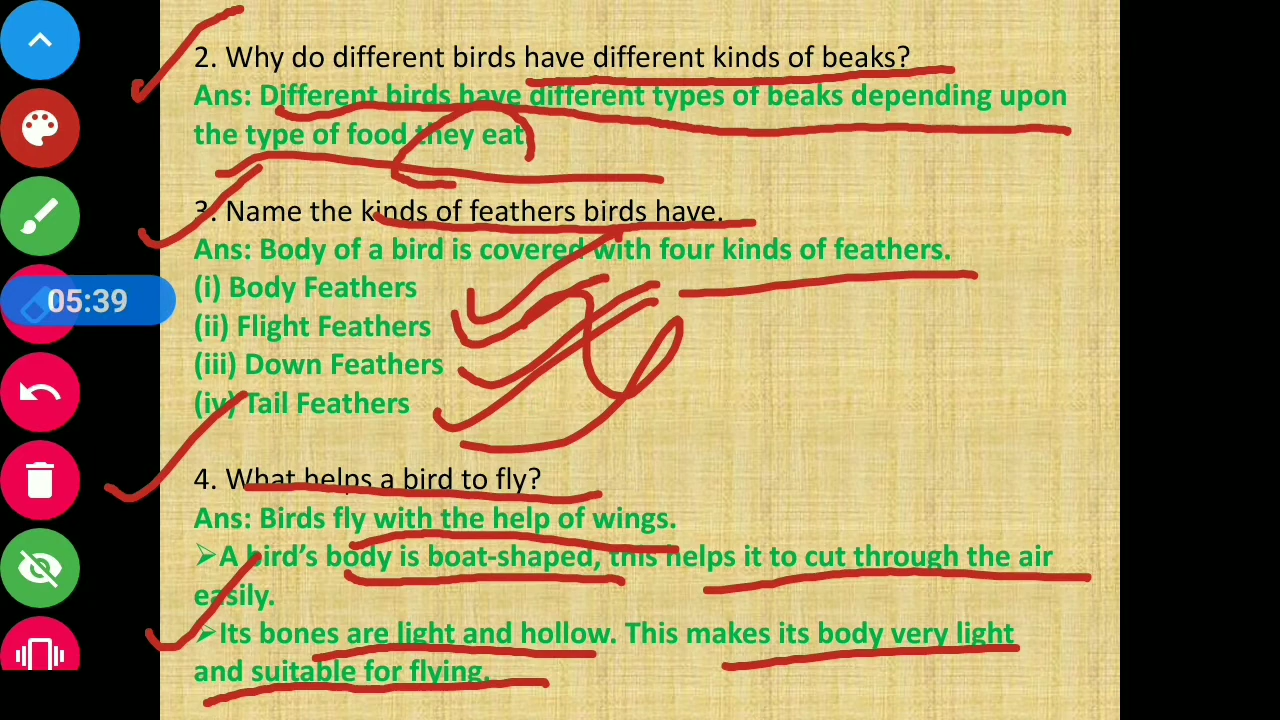 2. Why do different birds have different kinds of beaks?
Ans: Different birds have different types of beaks depending upon
the type of food they eat.
3. Name the kinds of feathers birds have.
Ans: Body of a bird is covered with four kinds of feathers.
(i) Body Feathers
05:39
(ii) Flight Feathers
(iii) Down Feathers
(iv) Tail Feathers
4. What helps a bird to fly?
Ans: Birds fly with the help of wings.
➢A bird's body is boat-shaped, this helps it to cut through the air
easily.
➢Its bones are light and hollow. This makes its body very light
and suitable for flying.